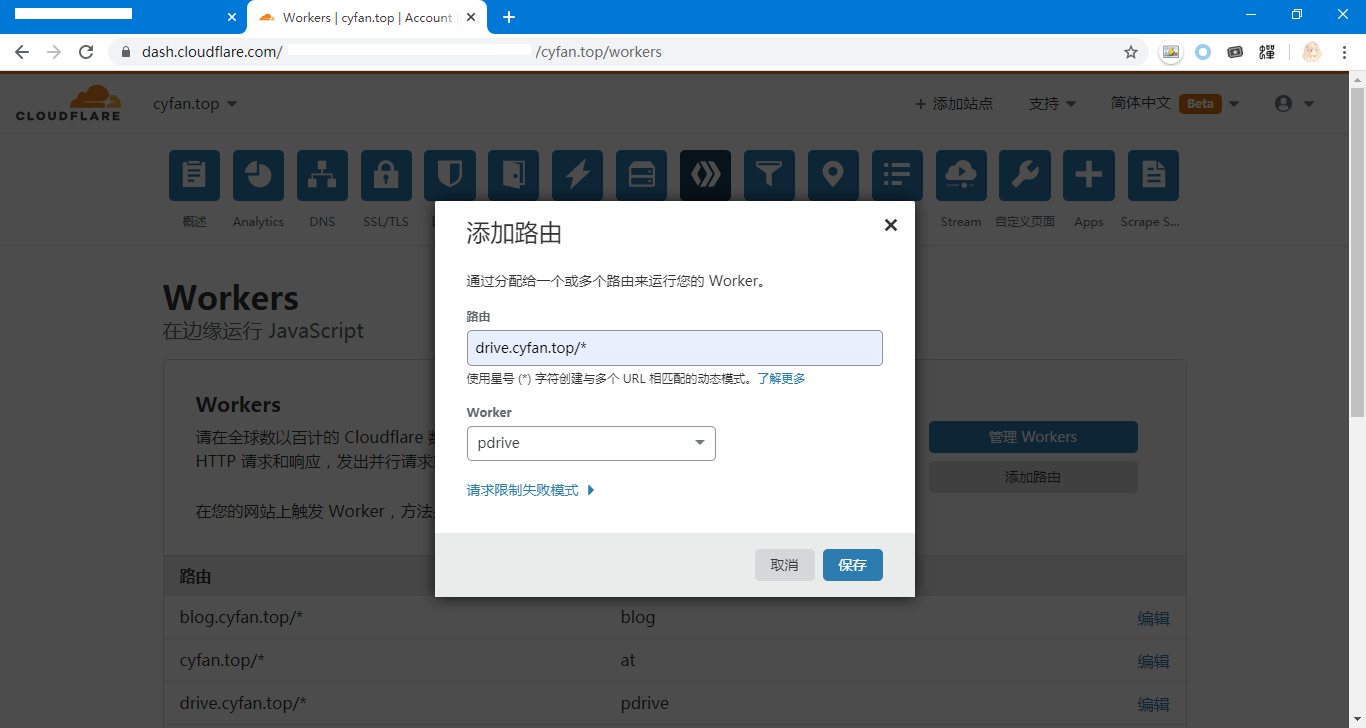 Workers | cyfan.top | Account
dash.cloudflare.com/ /cyfan.top/workers
CLOUDFLARE
cyfan.top
+ 添加站点
支持
简体中文 Beta
概述
Analytics
DNS
SSL/TLS
Stream
自定义页面
Apps
Scrape S...
添加路由
通过分配给一个或多个路由来运行您的 Worker。
路由
drive.cyfan.top/*
使用星号 (*) 字符创建与多个 URL 相匹配的动态模式。了解更多
Worker
pdrive
请求限制失败模式
取消
保存
Workers
在边缘运行 JavaScript
Workers
请在全球数以百计的 Cloudflare
HTTP 请求和响应，发出并行请求
在您的网站上触发 Worker，方法
管理 Workers
添加路由
路由
blog.cyfan.top/* blog 编辑
cyfan.top/* at 编辑
drive.cyfan.top/* pdrive 编辑